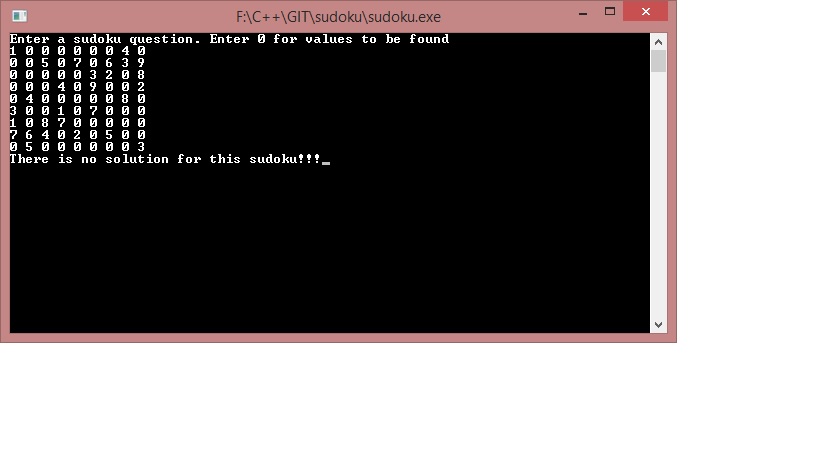 F:\C++\GIT\sudoku\sudoku.exe
Enter a sudoku question. Enter 0 for values to be found
1 0 0 0 0 0 0 4 0
0 0 5 0 7 0 6 3 9
0 0 0 0 0 3 2 0 8
0 0 0 4 0 9 0 0 2
0 4 0 0 0 0 0 8 0
3 0 0 1 0 7 0 0 0
1 0 8 7 0 0 0 0 0
7 6 4 0 2 0 5 0 0
0 5 0 0 0 0 0 0 3
There is no solution for this sudoku!!!